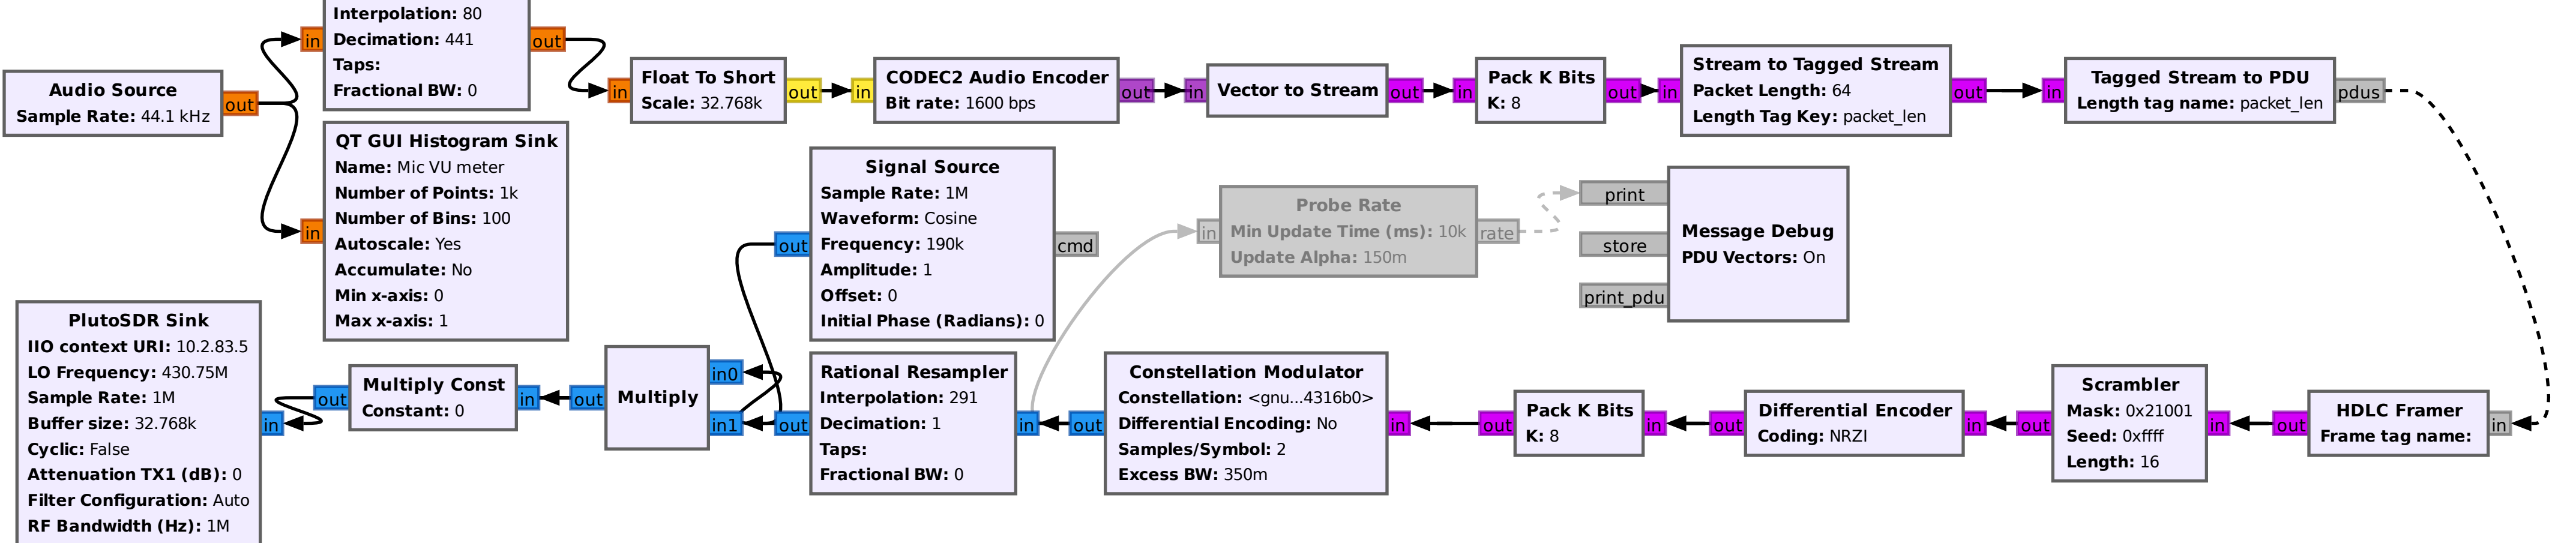 Audio Source
Sample Rate: 44.1 kHz
out
in
Interpolation: 80
Decimation: 441
Taps:
Fractional BW: 0
out
in
QT GUI Histogram Sink
Name: Mic VU meter
Number of Points: 1k
Number of Bins: 100
Autoscale: Yes
Accumulate: No
Min x-axis: 0
Max x-axis: 1
in
Float To Short
Scale: 32.768k
out
in
CODEC2 Audio Encoder
Bit rate: 1600 bps
out
in
Vector to Stream
out
in
Pack K Bits
K: 8
out
in
Stream to Tagged Stream
Packet Length: 64
Length Tag Key: packet_len
out
in
Tagged Stream to PDU
Length tag name: packet_len
pdus
Signal Source
Sample Rate: 1M
Waveform: Cosine
Frequency: 190k
Amplitude: 1
Offset: 0
Initial Phase (Radians): 0
out
cmd
in
Probe Rate
Min Update Time (ms): 10k
Update Alpha: 150m
rate
print
store
print_pdu
Message Debug
PDU Vectors: On
PlutoSDR Sink
IIO context URI: 10.2.83.5
LO Frequency: 430.75M
Sample Rate: 1M
Buffer size: 32.768k
Cyclic: False
Attenuation TX1 (dB): 0
Filter Configuration: Auto
RF Bandwidth (Hz): 1M
in
out
Multiply Const
Constant: 0
in
out
Multiply
in0
in1
out
Rational Resampler
Interpolation: 291
Decimation: 1
Taps:
Fractional BW: 0
in
out
Constellation Modulator
Constellation: <gnu...4316b0>
Differential Encoding: No
Samples/Symbol: 2
Excess BW: 350m
in
out
Pack K Bits
K: 8
in
out
Differential Encoder
Coding: NRZI
in
out
Scrambler
Mask: 0x21001
Seed: 0xffff
Length: 16
in
out
HDLC Framer
Frame tag name:
in